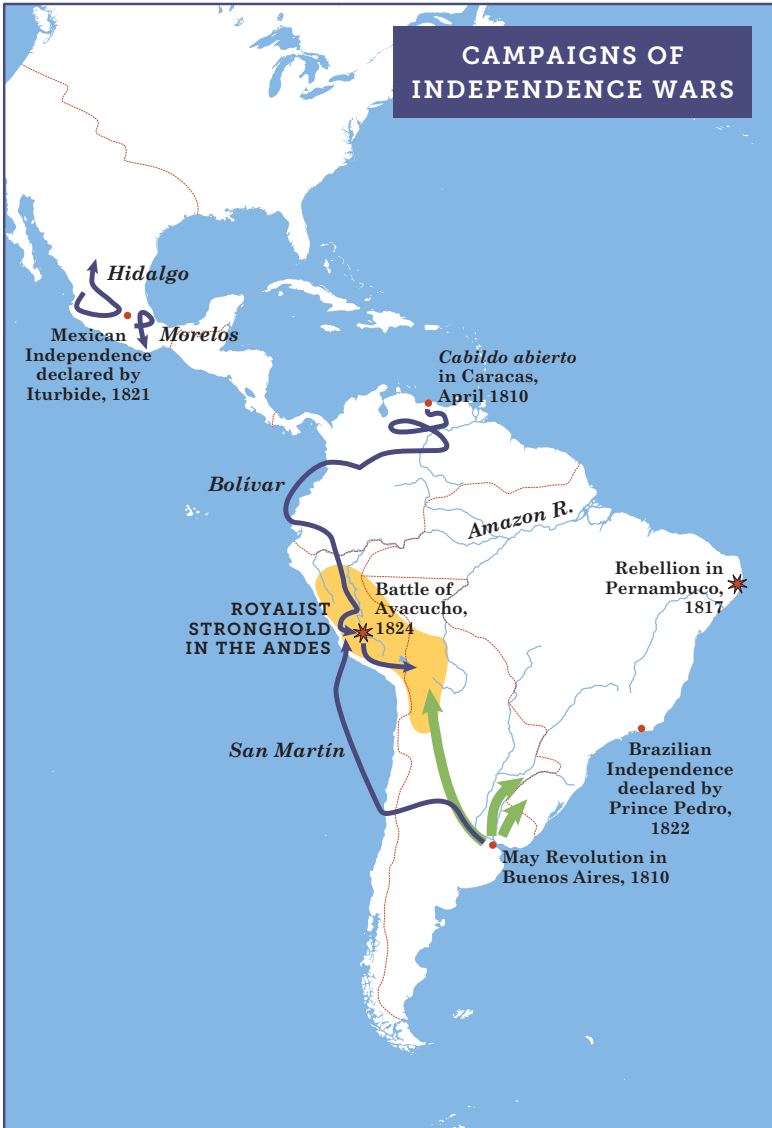 CAMPAIGNS OF
INDEPENDENCE WARS
Hidalgo
Morelos
Mexican
Independence
declared by
Iturbide, 1821
Cabildo abierto
in Caracas,
April 1810
Bolívar
Amazon R.
Rebellion in
Pernambuco,
1817
Battle of
Ayacucho,
1824
ROYALIST
STRONGHOLD
IN THE ANDES
San Martín
Brazilian
Independence
declared by
Prince Pedro,
1822
May Revolution in
Buenos Aires, 1810